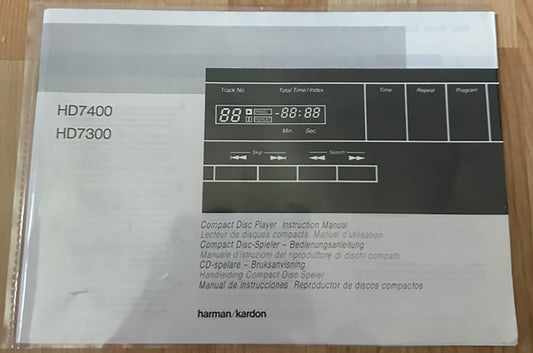 HD7400
HD7300
Track No. Total Time/Index Time Repeat Program
88 -88:88
Min. Sec.
Skip Search
Compact Disc Player Instruction Manual
Lecteur de disques compacts Manuel d'utilisation
Compact Disc-Spieler – Bedienungsanleitung
Manuale d'istruzioni del riproduttore di dischi compatti
CD-spelare – Bruksanvisning
Handleiding Compact Disc Speler
Manual de instrucciones Reproductor de discos compactos
harman/kardon